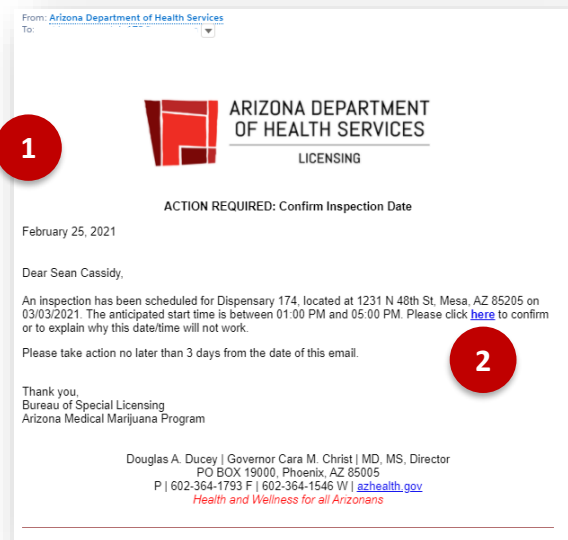 From: Arizona Department of Health Services
To:
ARIZONA DEPARTMENT
OF HEALTH SERVICES
LICENSING
1
ACTION REQUIRED: Confirm Inspection Date
February 25, 2021
Dear Sean Cassidy,
An inspection has been scheduled for Dispensary 174, located at 1231 N 48th St, Mesa, AZ 85205 on
03/03/2021. The anticipated start time is between 01:00 PM and 05:00 PM. Please click here to confirm
or to explain why this date/time will not work.
2
Please take action no later than 3 days from the date of this email.
Thank you,
Bureau of Special Licensing
Arizona Medical Marijuana Program
Douglas A. Ducey | Governor Cara M. Christ | MD, MS, Director
PO BOX 19000, Phoenix, AZ 85005
P | 602-364-1793 F | 602-364-1546 W | azhealth.gov
Health and Wellness for all Arizonans